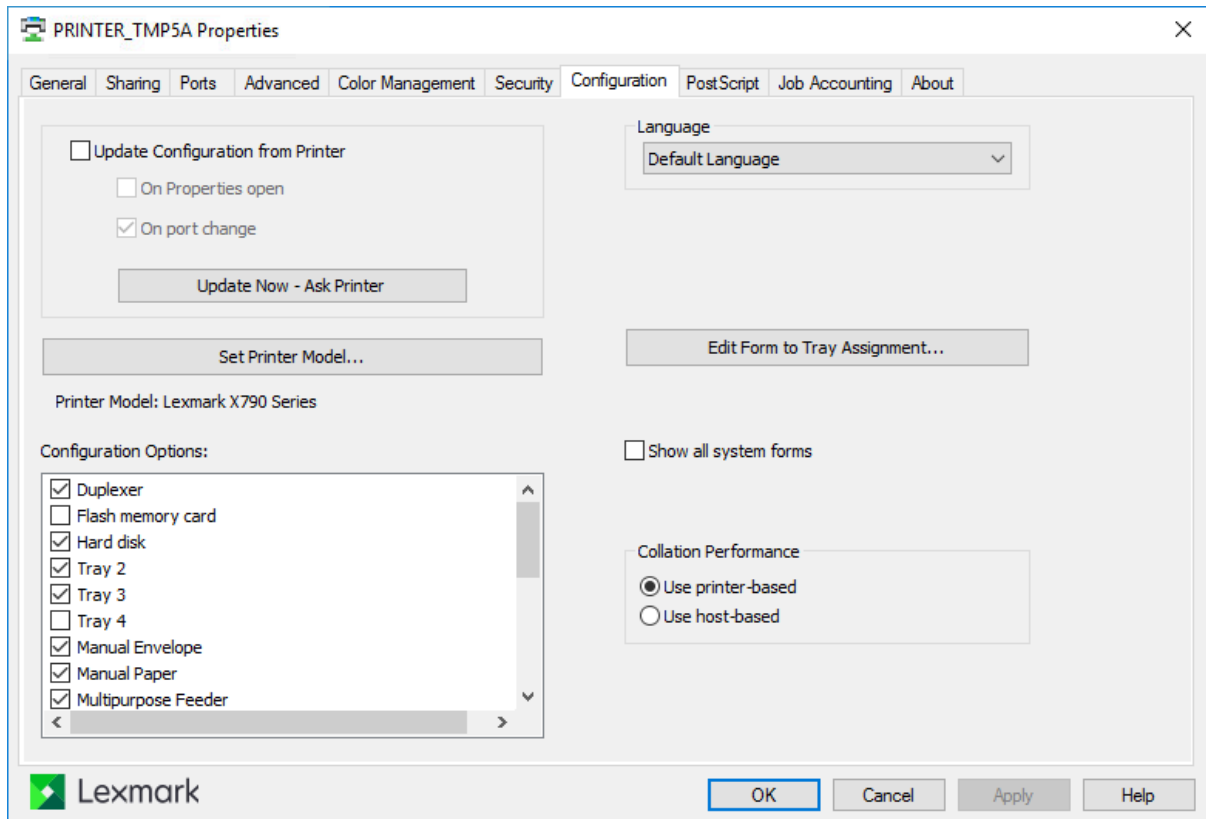 PRINTER_TMP5A Properties
General Sharing Ports Advanced Color Management Security Configuration PostScript Job Accounting About
Update Configuration from Printer
On Properties open
On port change
Update Now - Ask Printer
Set Printer Model...
Printer Model: Lexmark X790 Series
Configuration Options:
Duplexer
Flash memory card
Hard disk
Tray 2
Tray 3
Tray 4
Manual Envelope
Manual Paper
Multipurpose Feeder
Language
Default Language
Edit Form to Tray Assignment...
Show all system forms
Collation Performance
Use printer-based
Use host-based
Lexmark
OK Cancel Apply Help